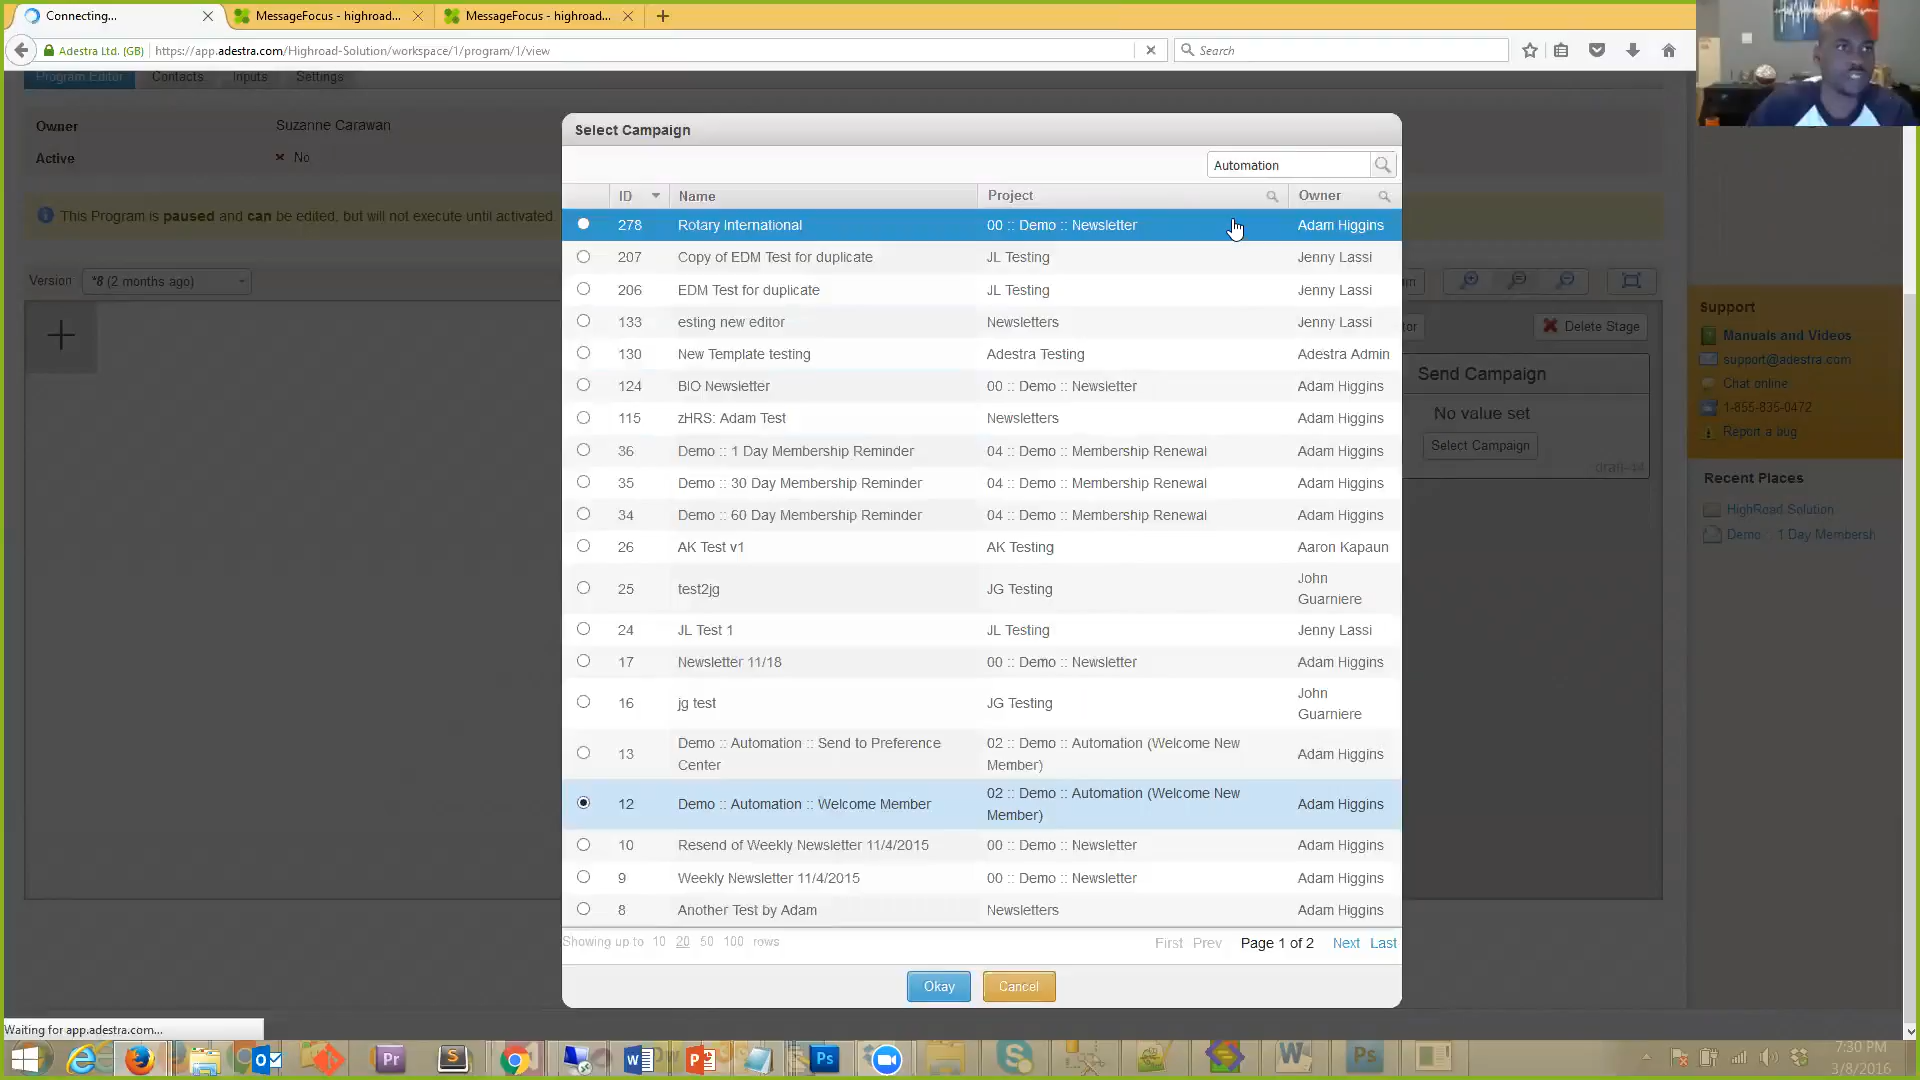 Connecting...
MessageFocus - highroad...
MessageFocus - highroad...
Adestra Ltd. (GB)
https://app.adestra.com/Highroad-Solution/workspace/1/program/1/view
Search
Program Editor
Contacts
Inputs
Settings
Owner
Suzanne Carawan
Active
No
This Program is paused and can be edited, but will not execute until activated.
Version
*8 (2 months ago)
Select Campaign
Automation
ID
Name
Project
Owner
278 Rotary International 00 :: Demo :: Newsletter Adam Higgins
207 Copy of EDM Test for duplicate JL Testing Jenny Lassi
206 EDM Test for duplicate JL Testing Jenny Lassi
133 esting new editor Newsletters Jenny Lassi
130 New Template testing Adestra Testing Adestra Admin
124 BIO Newsletter 00 :: Demo :: Newsletter Adam Higgins
115 zHRS: Adam Test Newsletters Adam Higgins
36 Demo :: 1 Day Membership Reminder 04 :: Demo :: Membership Renewal Adam Higgins
35 Demo :: 30 Day Membership Reminder 04 :: Demo :: Membership Renewal Adam Higgins
34 Demo :: 60 Day Membership Reminder 04 :: Demo :: Membership Renewal Adam Higgins
26 AK Test v1 AK Testing Aaron Kapaun
25 test2jg JG Testing John
Guarniere
24 JL Test 1 JL Testing Jenny Lassi
17 Newsletter 11/18 00 :: Demo :: Newsletter Adam Higgins
16 jg test JG Testing John
Guarniere
13 Demo :: Automation :: Send to Preference
Center
02 :: Demo :: Automation (Welcome New
Member)
Adam Higgins
12 Demo :: Automation :: Welcome Member
02 :: Demo :: Automation (Welcome New
Member)
Adam Higgins
10 Resend of Weekly Newsletter 11/4/2015 00 :: Demo :: Newsletter Adam Higgins
9 Weekly Newsletter 11/4/2015 00 :: Demo :: Newsletter Adam Higgins
8 Another Test by Adam Newsletters Adam Higgins
Showing up to 10 20 50 100 rows
First Prev Page 1 of 2 Next Last
Okay
Cancel
Delete Stage
Send Campaign
No value set
Select Campaign
draft-14
Support
Manuals and Videos
support@adestra.com
Chat online
1-855-835-0472
Report a bug
Recent Places
HighRoad Solution
Demo :: 1 Day Membersh
Waiting for app.adestra.com...
Pr
S
Ps
W
Ps
7:30 PM
3/8/2016